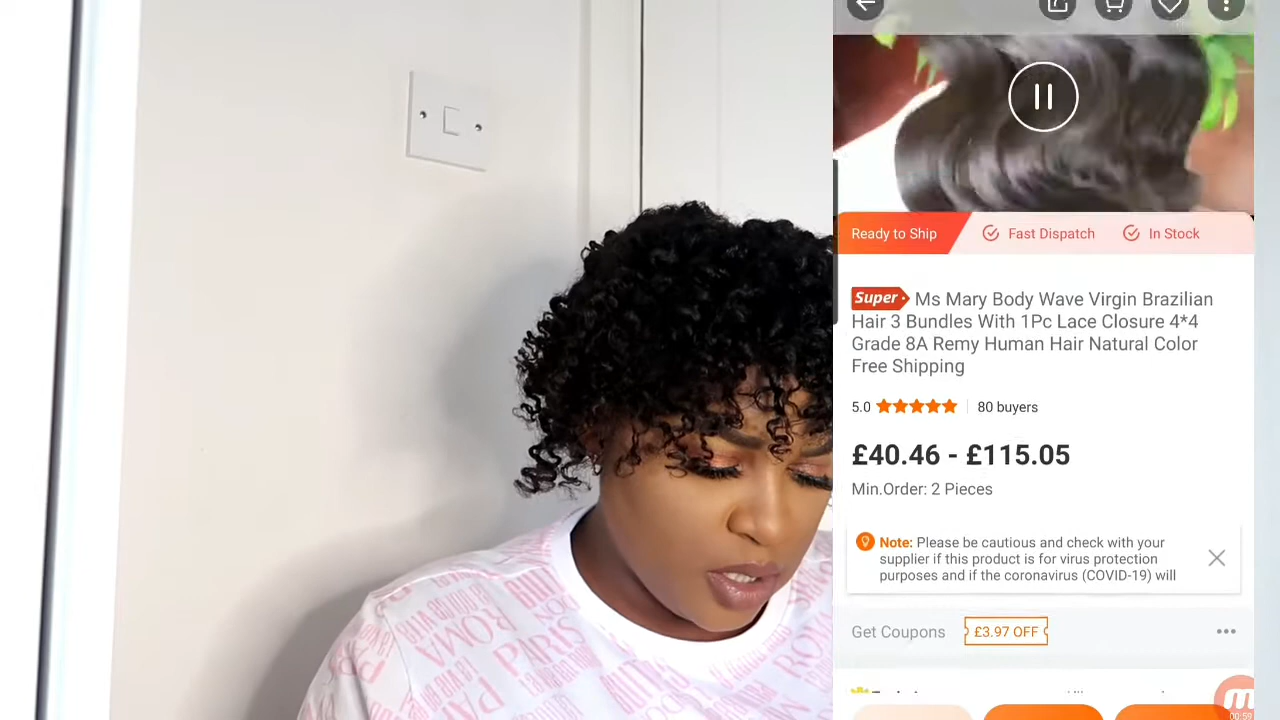 Ready to Ship
Fast Dispatch
In Stock
Super
Ms Mary Body Wave Virgin Brazilian
Hair 3 Bundles With 1Pc Lace Closure 4*4
Grade 8A Remy Human Hair Natural Color
Free Shipping
5.0
80 buyers
£40.46 - £115.05
Min.Order: 2 Pieces
Note: Please be cautious and check with your
supplier if this product is for virus protection
purposes and if the coronavirus (COVID-19) will
Get Coupons
£3.97 OFF
00:59
PARIS